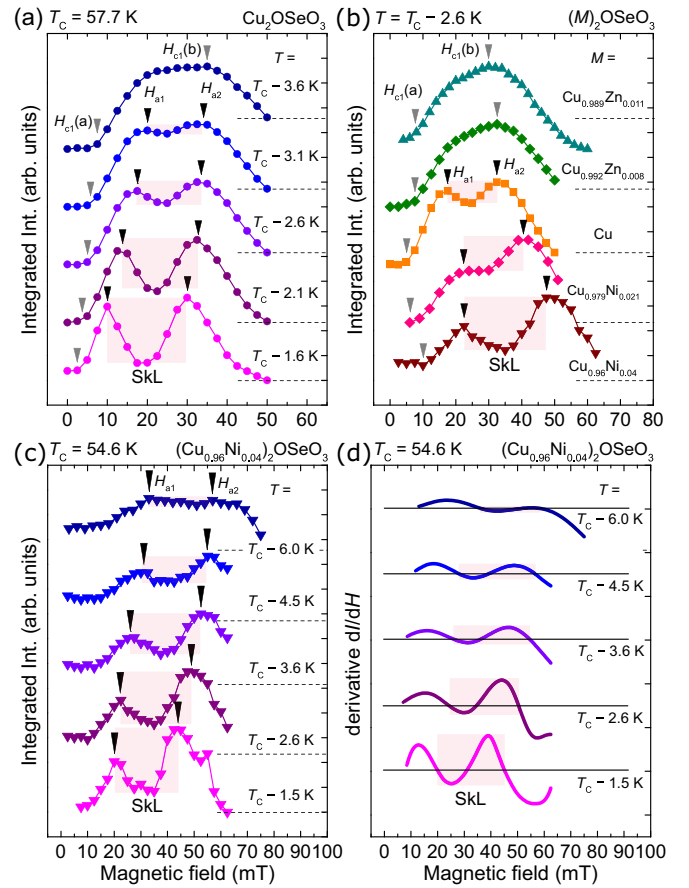 (a) T_C = 57.7 K Cu₂OSeO₃
T =
H_c1(b)
T_C − 3.6 K
H_c1(a)
H_a1
H_a2
T_C − 3.1 K
T_C − 2.6 K
T_C − 2.1 K
T_C − 1.6 K
SkL
Integrated Int. (arb. units)
0 10 20 30 40 50 60
(b) T = T_C − 2.6 K (M)₂OSeO₃
M =
H_c1(b)
Cu₀.₉₈₉Zn₀.₀₁₁
H_c1(a)
Cu₀.₉₉₂Zn₀.₀₀₈
H_a1
H_a2
Cu
Cu₀.₉₇₉Ni₀.₀₂₁
Cu₀.₉₆Ni₀.₀₄
SkL
Integrated Int. (arb. units)
0 10 20 30 40 50 60 70 80
(c) T_C = 54.6 K (Cu₀.₉₆Ni₀.₀₄)₂OSeO₃
H_a1
H_a2
T =
T_C − 6.0 K
T_C − 4.5 K
T_C − 3.6 K
T_C − 2.6 K
T_C − 1.5 K
SkL
Integrated Int. (arb. units)
0 10 20 30 40 50 60 70 80 90 100
Magnetic field (mT)
(d) T_C = 54.6 K (Cu₀.₉₆Ni₀.₀₄)₂OSeO₃
T =
T_C − 6.0 K
T_C − 4.5 K
T_C − 3.6 K
T_C − 2.6 K
T_C − 1.5 K
SkL
derivative dI/dH
0 10 20 30 40 50 60 70 80 90 100
Magnetic field (mT)